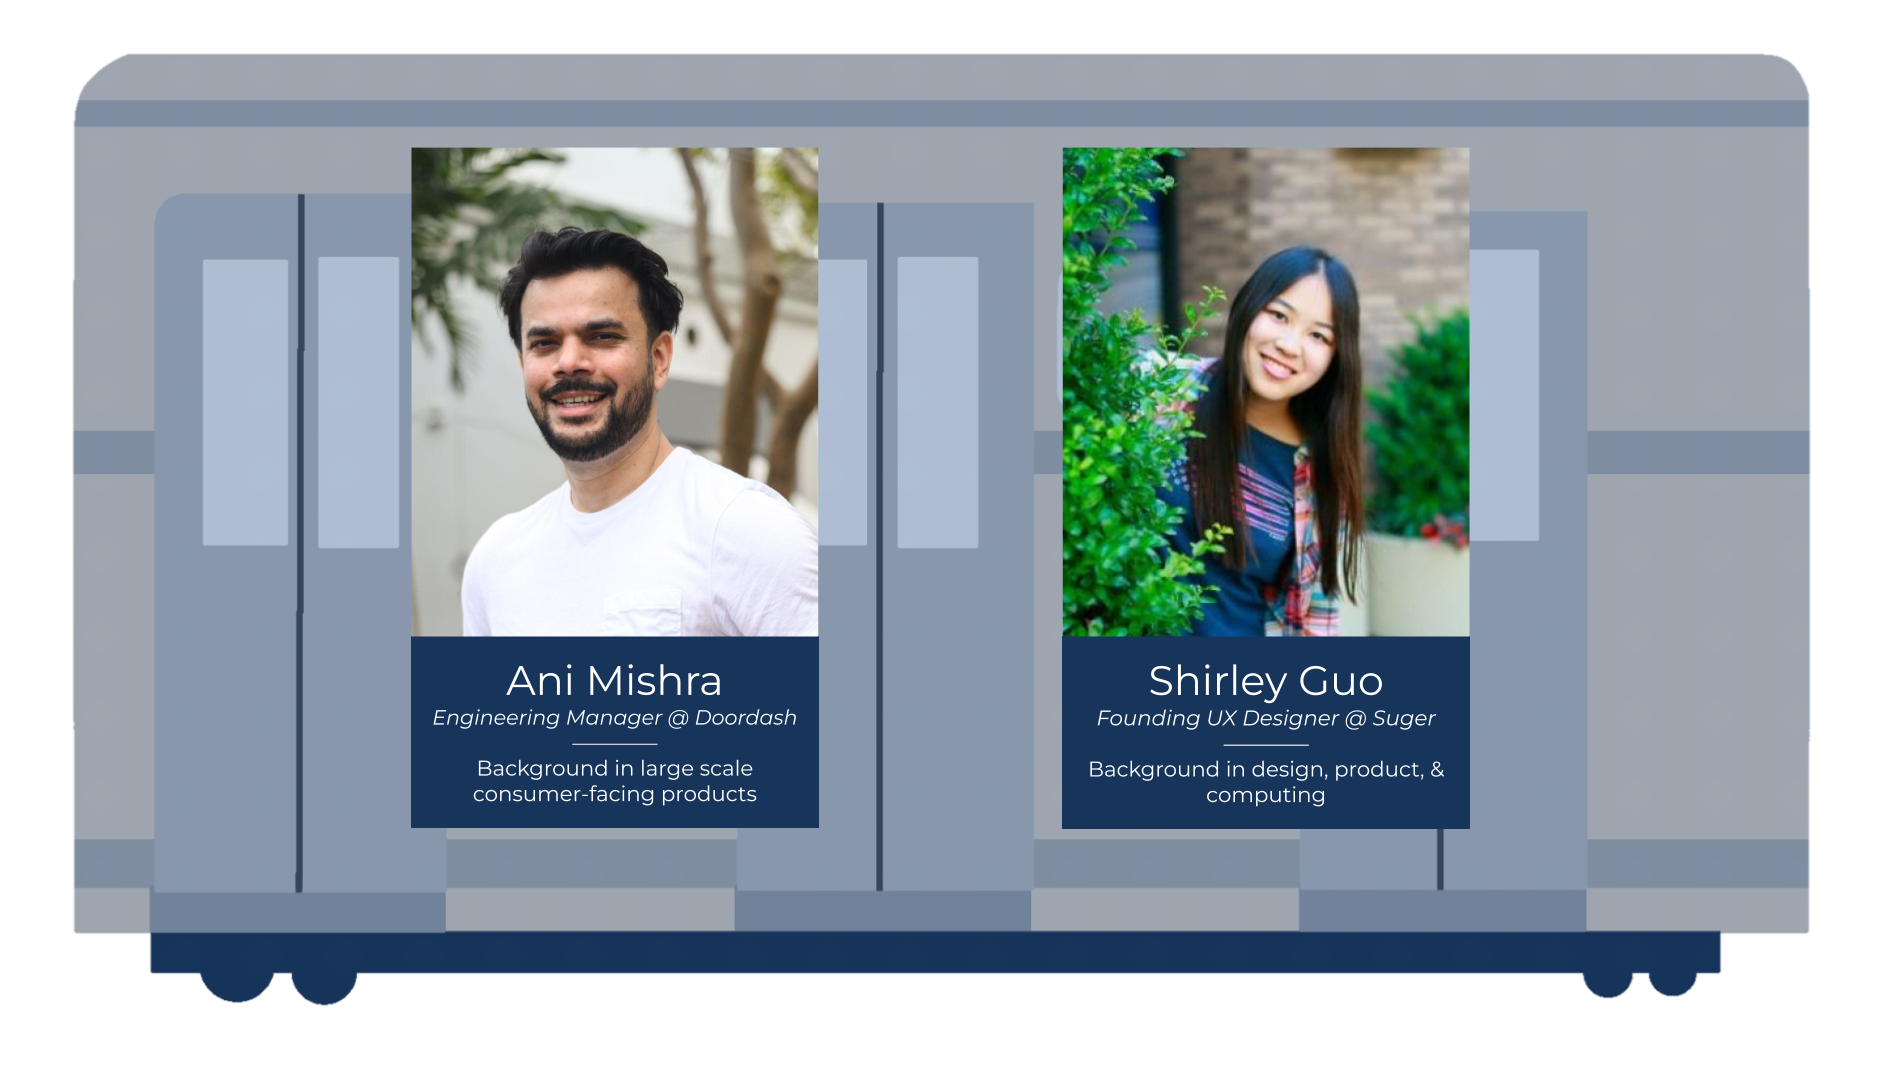 Ani Mishra
Engineering Manager @ Doordash
Background in large scale
consumer-facing products
Shirley Guo
Founding UX Designer @ Suger
Background in design, product, &
computing